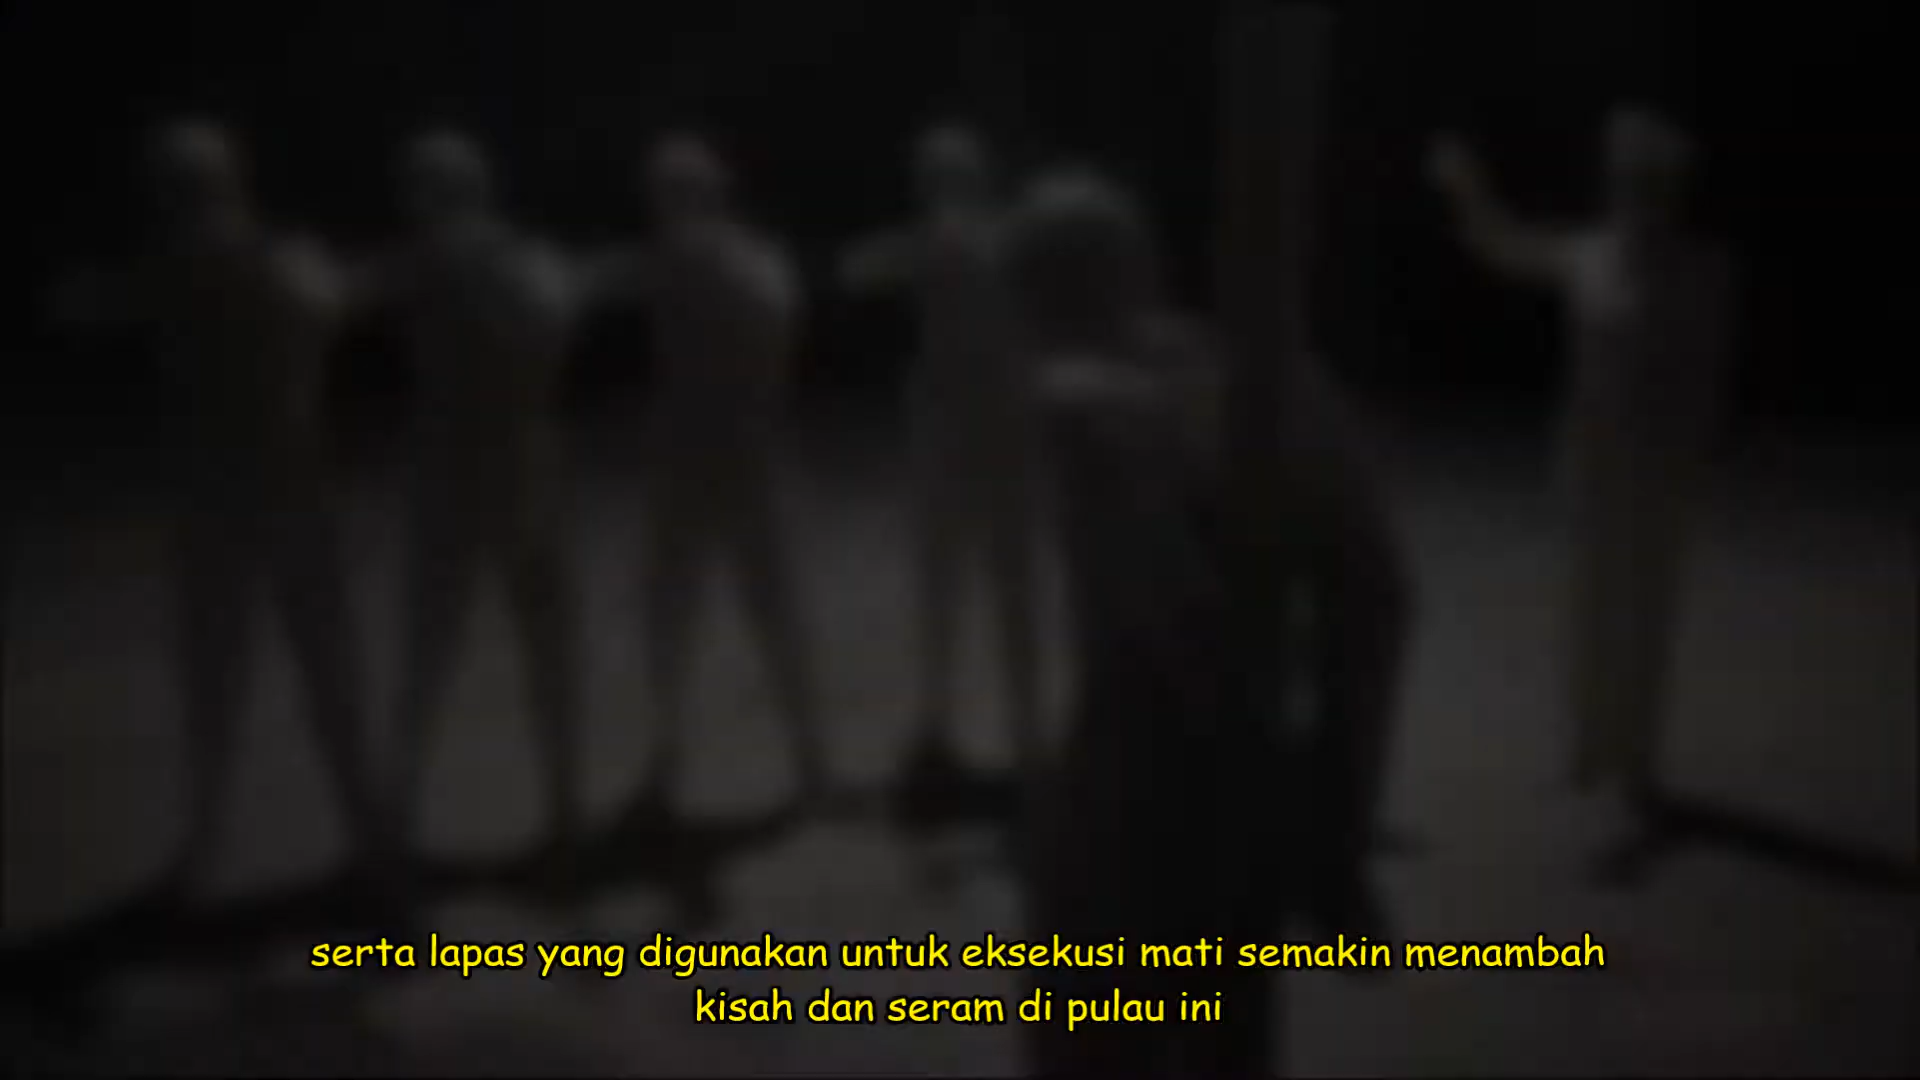 serta lapas yang digunakan untuk eksekusi mati semakin menambah
kisah dan seram di pulau ini